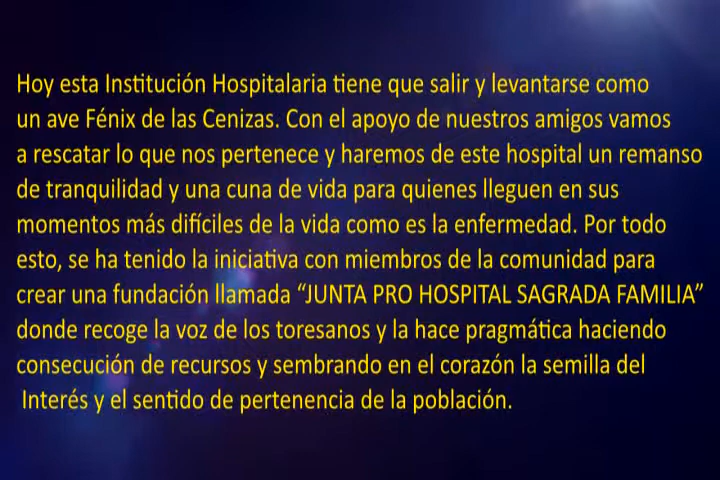 Hoy esta Institución Hospitalaria tiene que salir y levantarse como
un ave Fénix de las Cenizas. Con el apoyo de nuestros amigos vamos
a rescatar lo que nos pertenece y haremos de este hospital un remanso
de tranquilidad y una cuna de vida para quienes lleguen en sus
momentos más difíciles de la vida como es la enfermedad. Por todo
esto, se ha tenido la iniciativa con miembros de la comunidad para
crear una fundación llamada “JUNTA PRO HOSPITAL SAGRADA FAMILIA”
donde recoge la voz de los toresanos y la hace pragmática haciendo
consecución de recursos y sembrando en el corazón la semilla del
Interés y el sentido de pertenencia de la población.